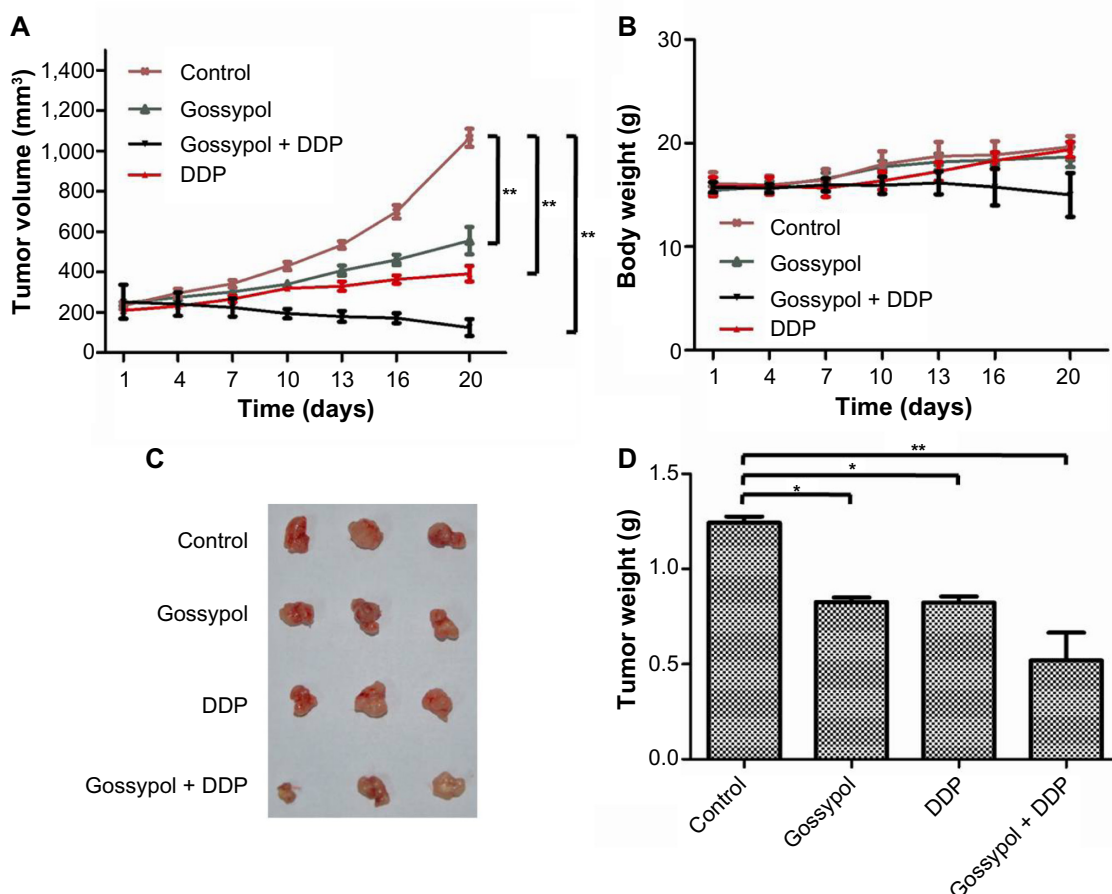 A
Tumor volume (mm³)
1,400
1,200
1,000
800
600
400
200
0
Control
Gossypol
Gossypol + DDP
DDP
**
**
**
1 4 7 10 13 16 20
Time (days)
B
Body weight (g)
30
20
10
0
Control
Gossypol
Gossypol + DDP
DDP
1 4 7 10 13 16 20
Time (days)
C
Control
Gossypol
DDP
Gossypol + DDP
D
Tumor weight (g)
1.5
1.0
0.5
0.0
**
*
*
Control
Gossypol
DDP
Gossypol + DDP